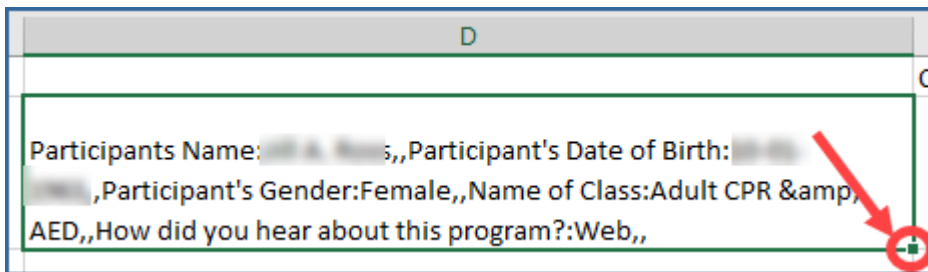 D
Participants Name: ,,Participant's Date of Birth:
,Participant's Gender:Female,,Name of Class:Adult CPR &amp;
AED,,How did you hear about this program?:Web,,